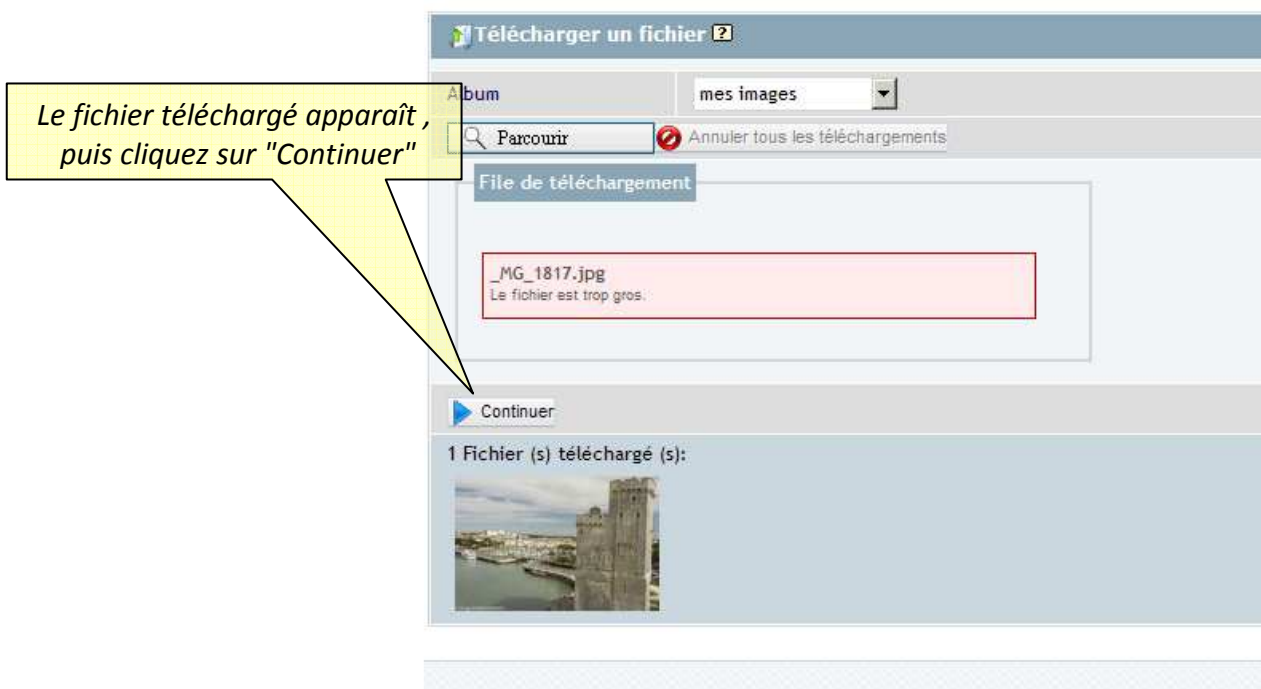 Télécharger un fichier ?
Album
mes images
Le fichier téléchargé apparaît ,
puis cliquez sur "Continuer"
Parcourir
Annuler tous les téléchargements
File de téléchargement
_MG_1817.jpg
Le fichier est trop gros.
Continuer
1 Fichier (s) téléchargé (s):